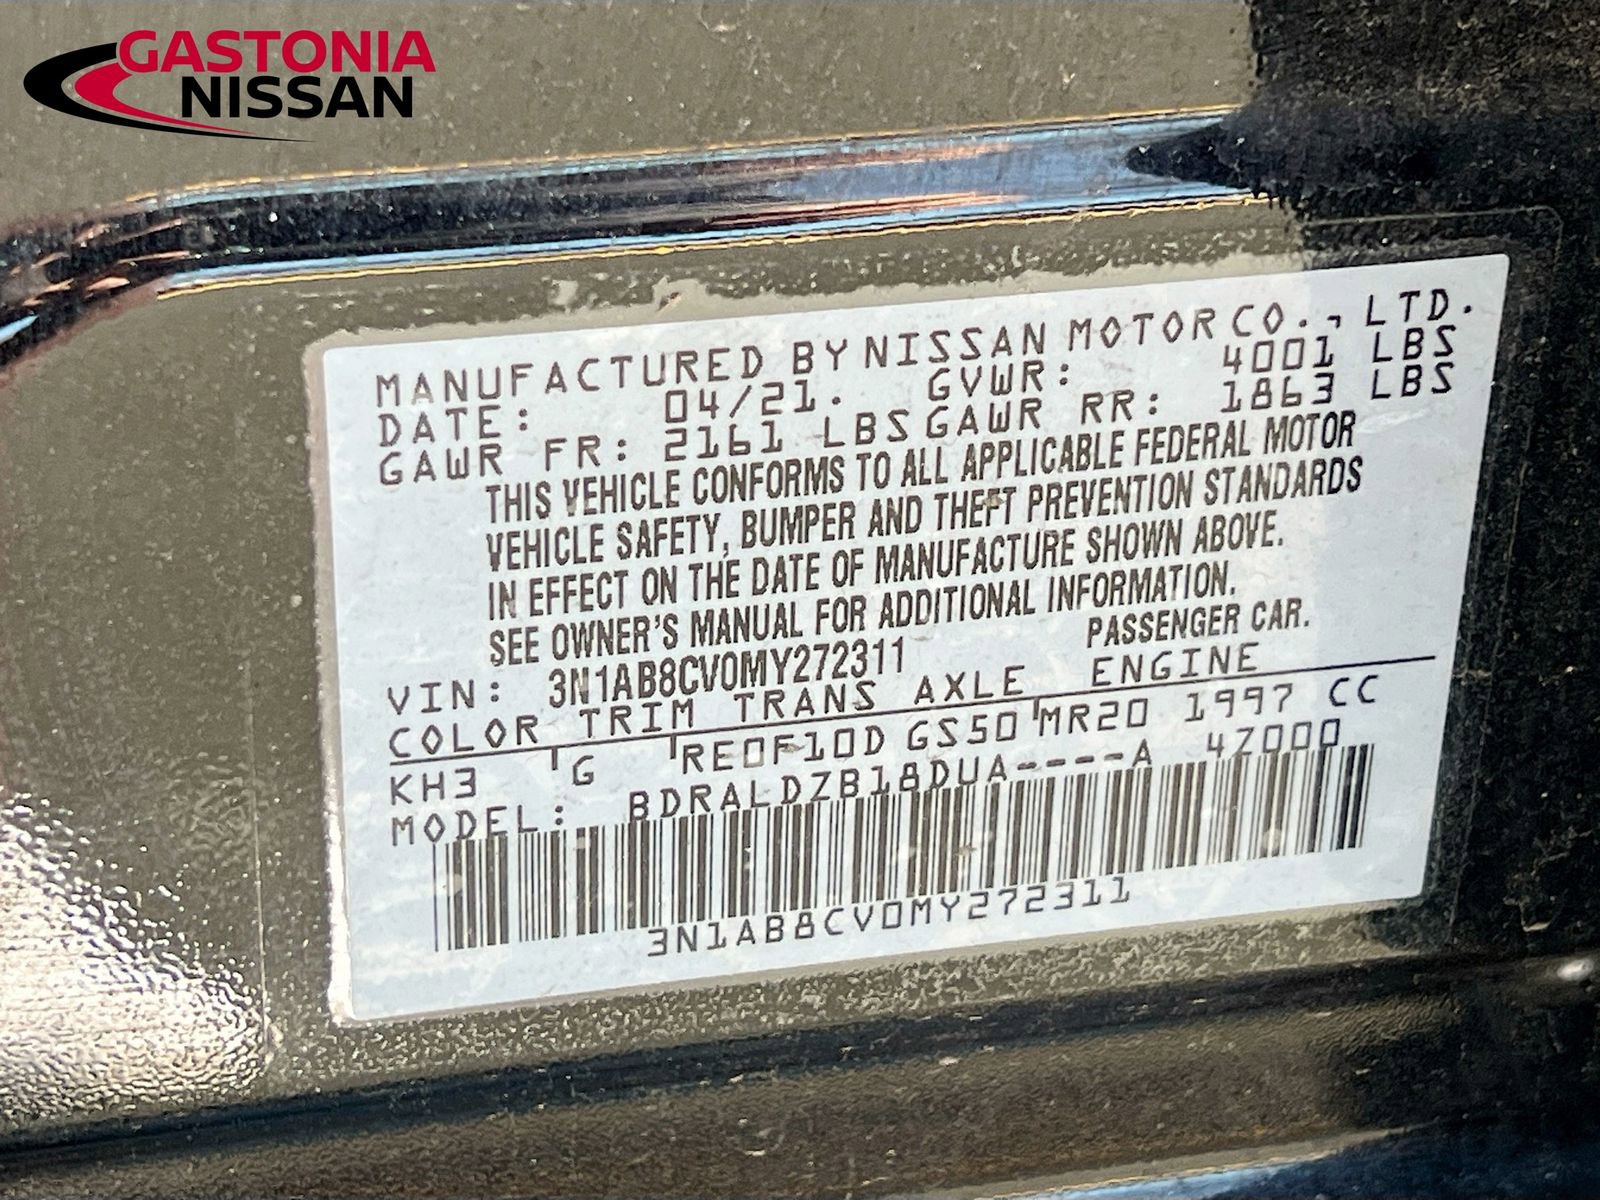 GASTONIA
NISSAN
MANUFACTURED BY NISSAN MOTOR CO., LTD.
DATE: 04/21. GVWR: 4001 LBS
GAWR FR: 2161 LBS GAWR RR: 1863 LBS
THIS VEHICLE CONFORMS TO ALL APPLICABLE FEDERAL MOTOR
VEHICLE SAFETY, BUMPER AND THEFT PREVENTION STANDARDS
IN EFFECT ON THE DATE OF MANUFACTURE SHOWN ABOVE.
SEE OWNER'S MANUAL FOR ADDITIONAL INFORMATION.
VIN: 3N1AB8CV0MY272311 PASSENGER CAR.
COLOR TRIM TRANS AXLE ENGINE
KH3 G RE0F10D GS50 MR20 1997 CC
MODEL: BDRALDZB18DUA----A 4Z000
3N1AB8CV0MY272311